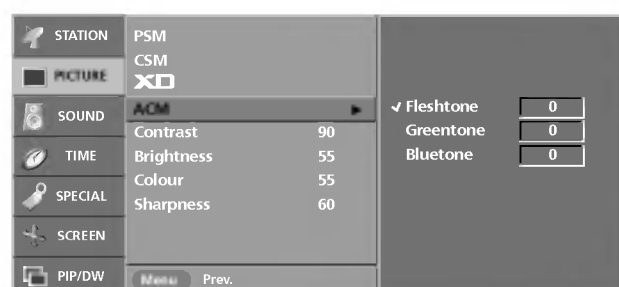 STATION
PICTURE
SOUND
TIME
SPECIAL
SCREEN
PIP/DW
PSM
CSM
XD
ACM
Contrast 90
Brightness 55
Colour 55
Sharpness 60
Menu Prev.
Fleshtone 0
Greentone 0
Bluetone 0